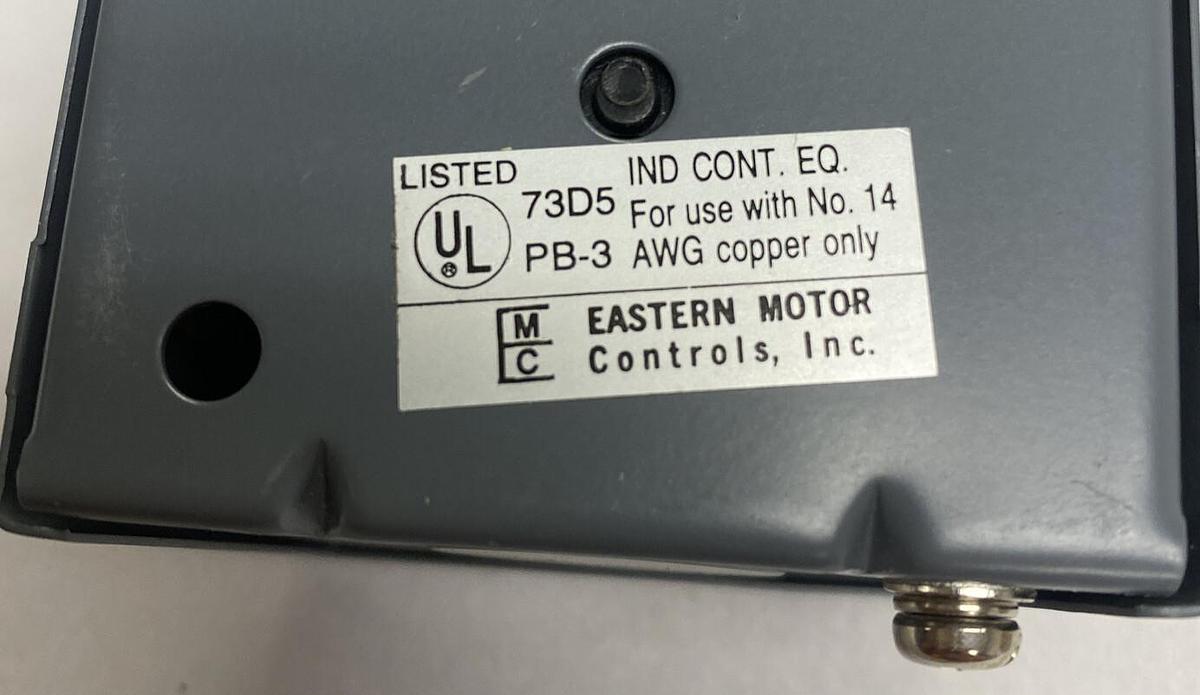 LISTED
UL®
73D5
PB-3
IND CONT. EQ.
For use with No. 14
AWG copper only
EMC
EASTERN MOTOR
Controls, Inc.